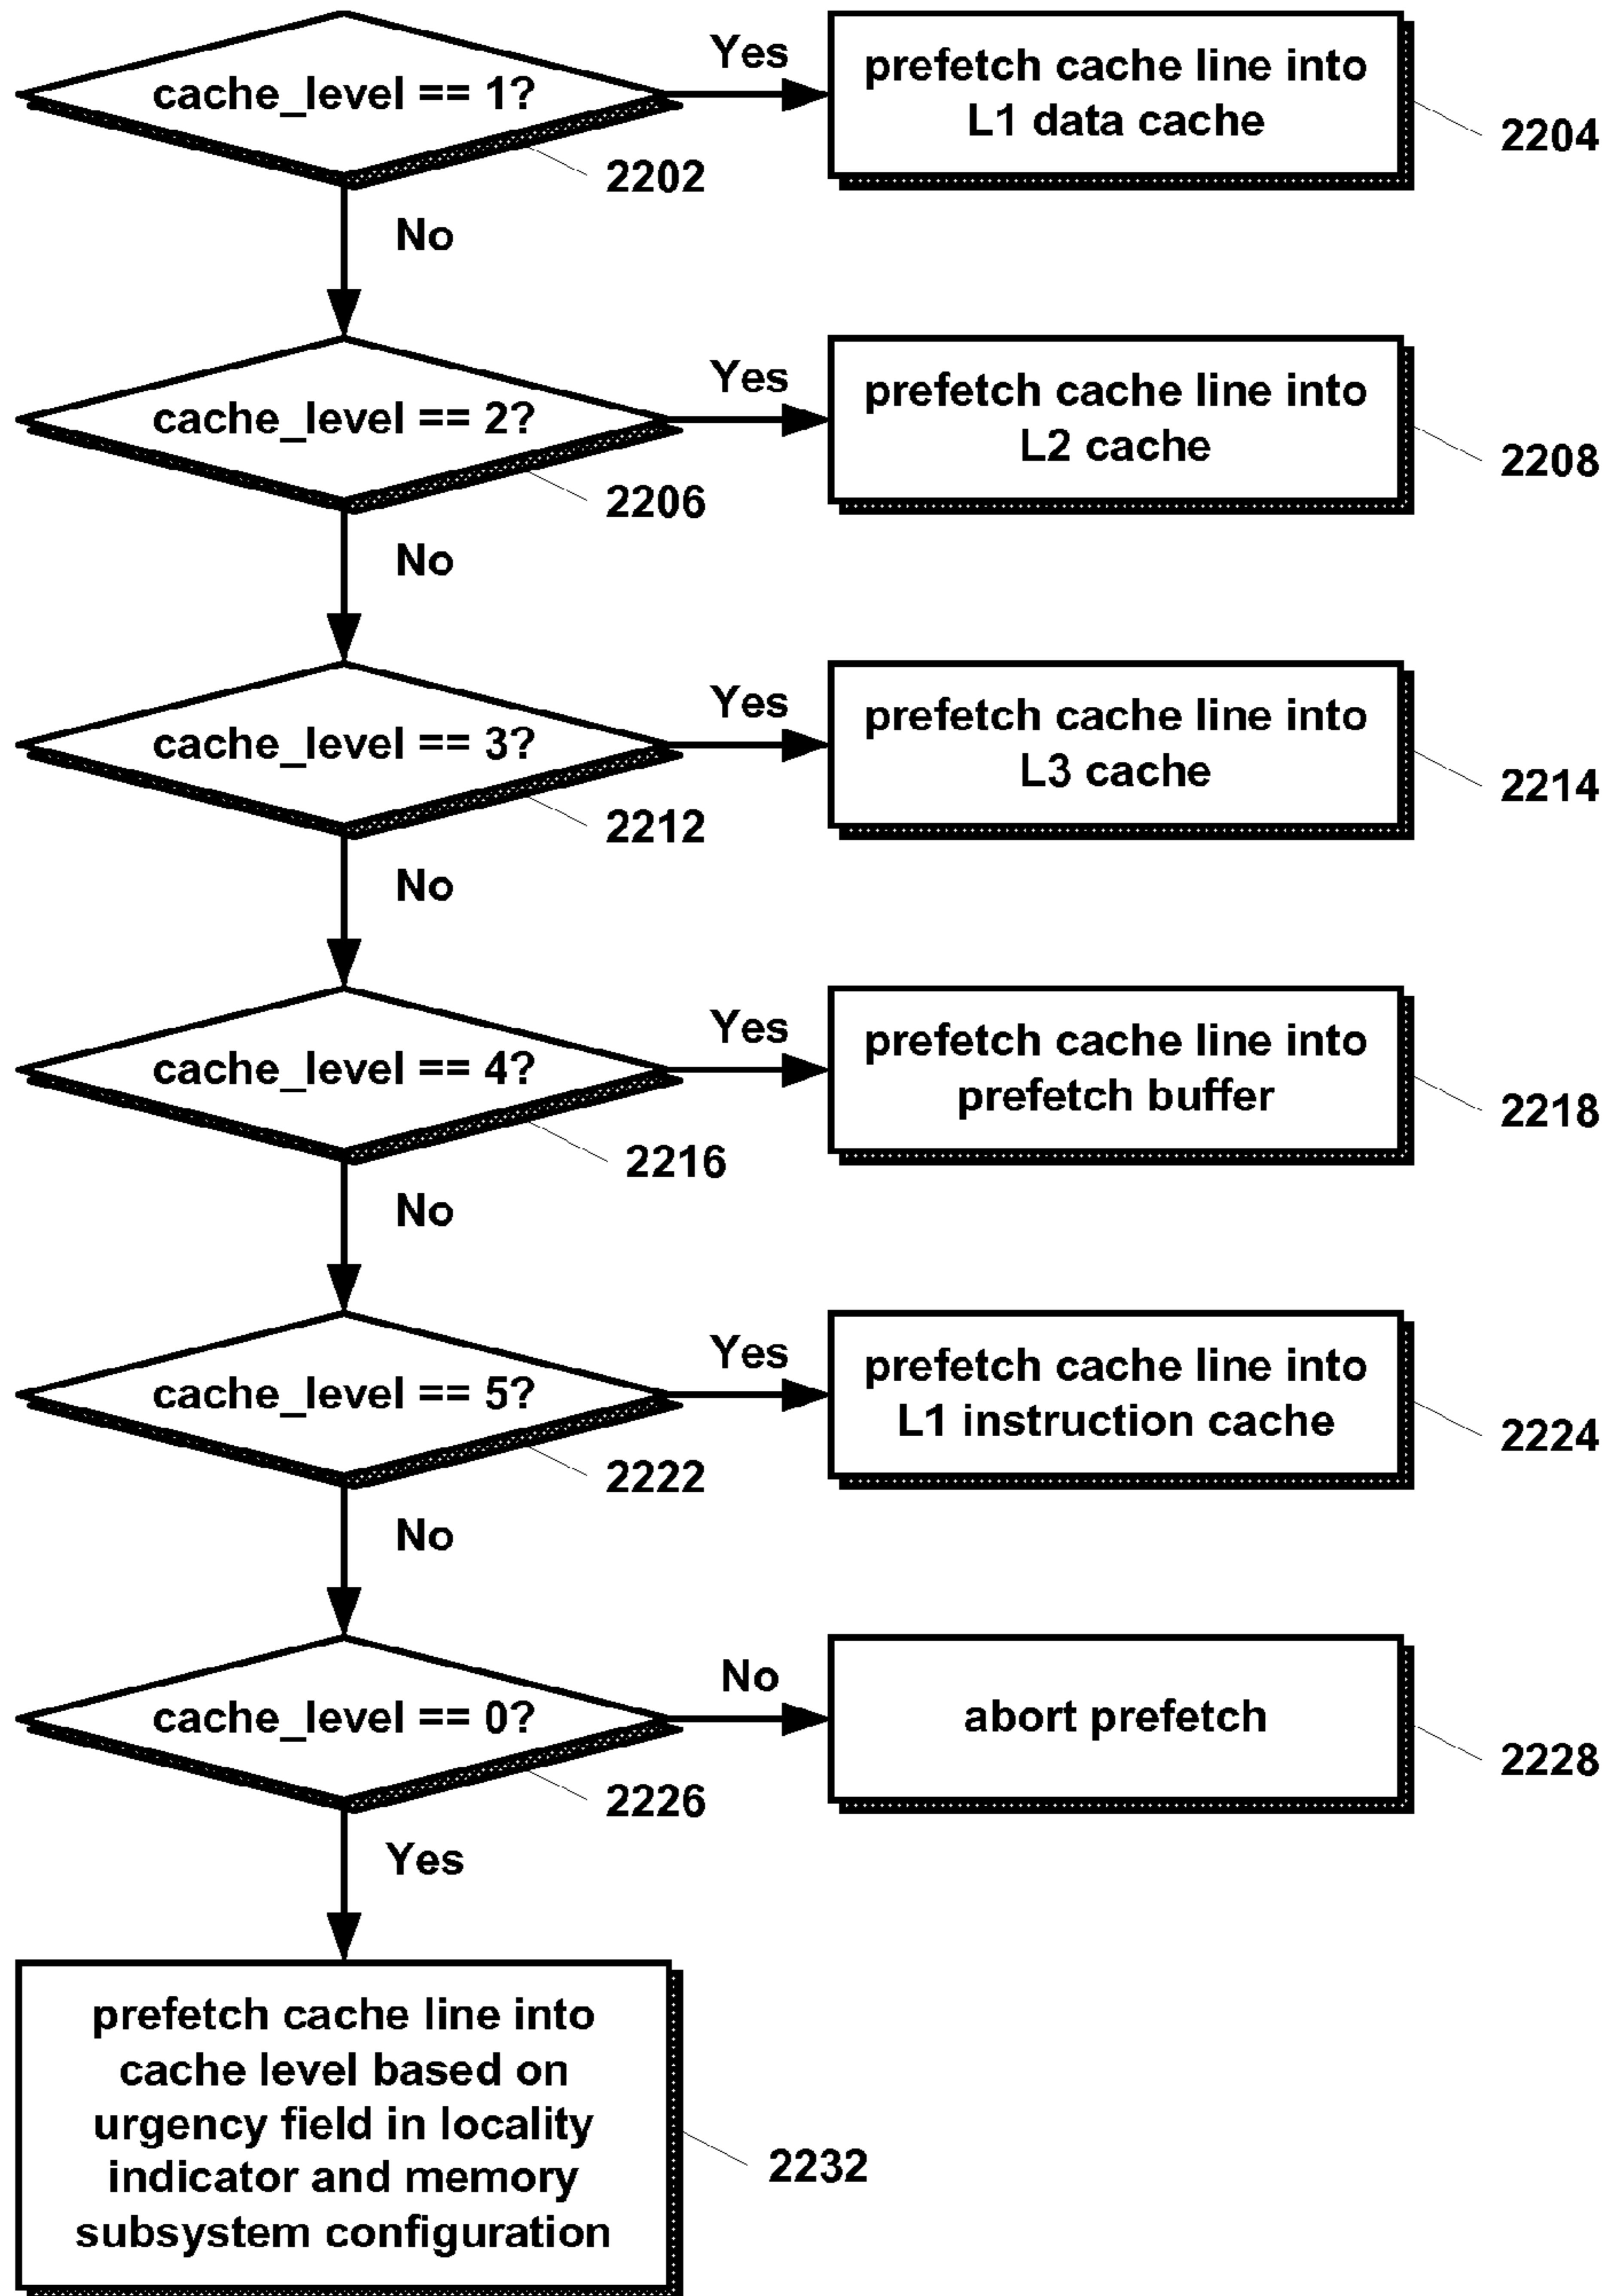 cache_level == 1?
Yes
prefetch cache line into
L1 data cache
2204
2202
No
cache_level == 2?
Yes
prefetch cache line into
L2 cache
2208
2206
No
cache_level == 3?
Yes
prefetch cache line into
L3 cache
2214
2212
No
cache_level == 4?
Yes
prefetch cache line into
prefetch buffer
2218
2216
No
cache_level == 5?
Yes
prefetch cache line into
L1 instruction cache
2224
2222
No
cache_level == 0?
No
abort prefetch
2228
2226
Yes
prefetch cache line into
cache level based on
urgency field in locality
indicator and memory
subsystem configuration
2232